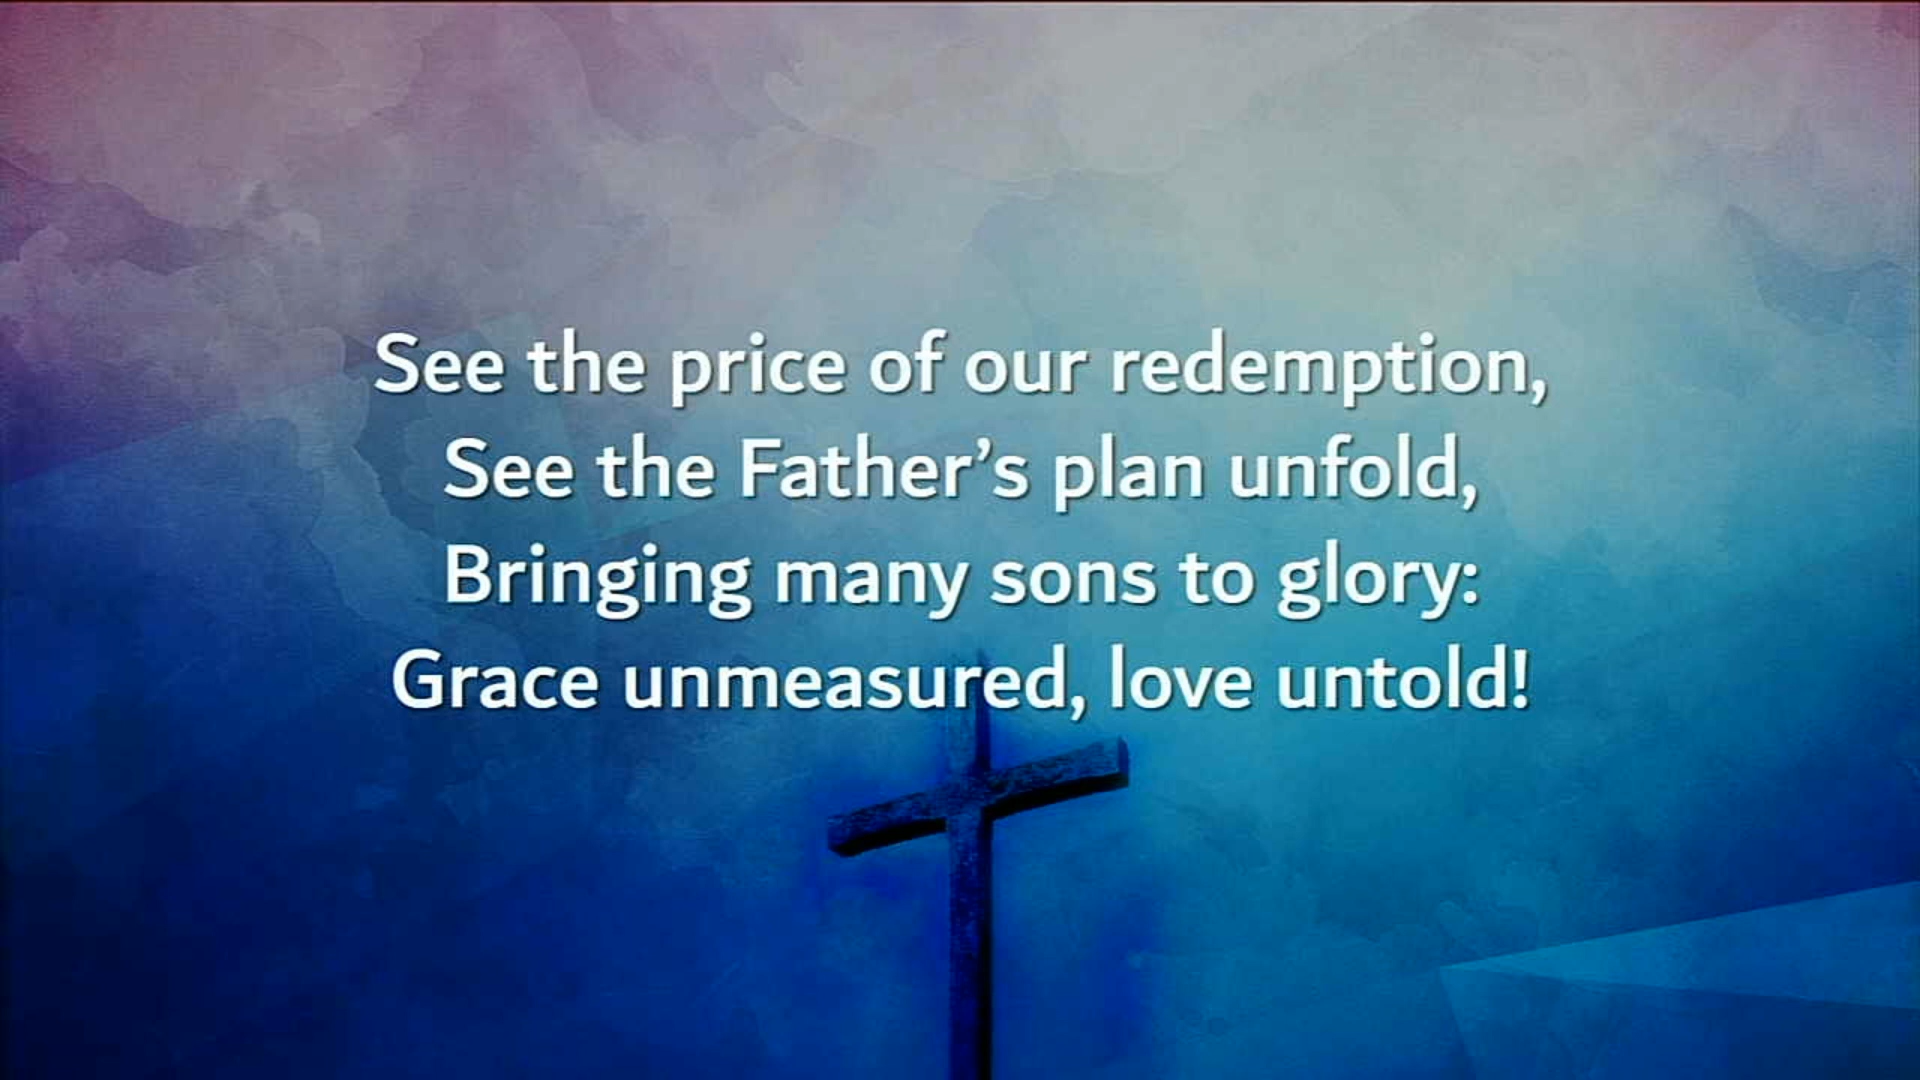 See the price of our redemption,
See the Father’s plan unfold,
Bringing many sons to glory:
Grace unmeasured, love untold!